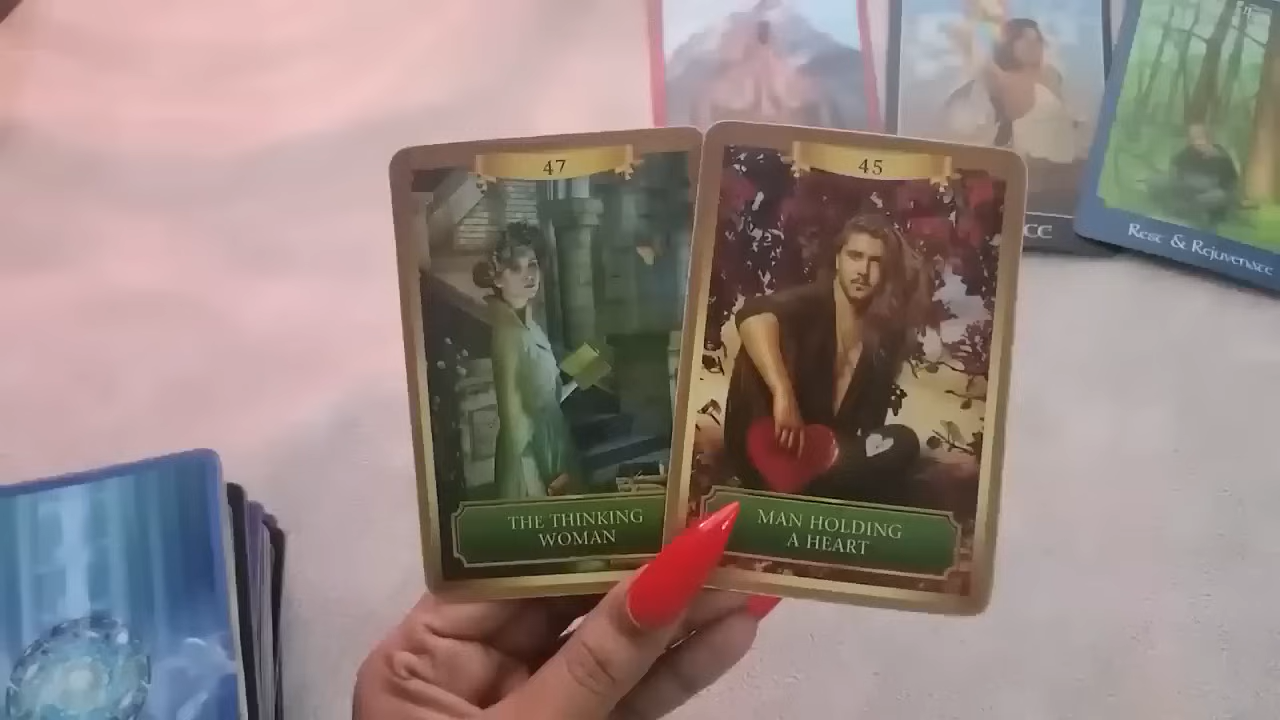 47
45
THE THINKING
WOMAN
MAN HOLDING
A HEART
Rest & Rejuvenate